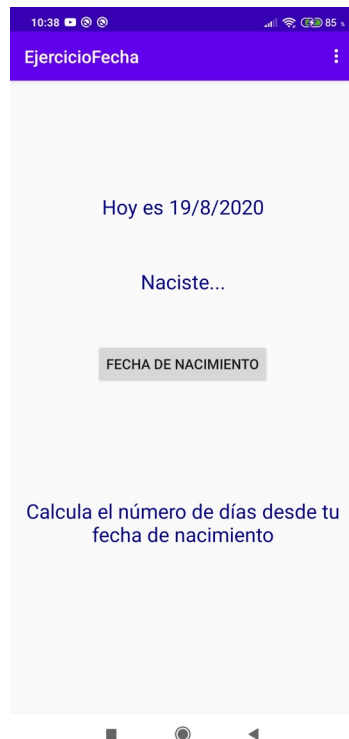 10:38 85 %
EjercicioFecha
Hoy es 19/8/2020
Naciste...
FECHA DE NACIMIENTO
Calcula el número de días desde tu
fecha de nacimiento